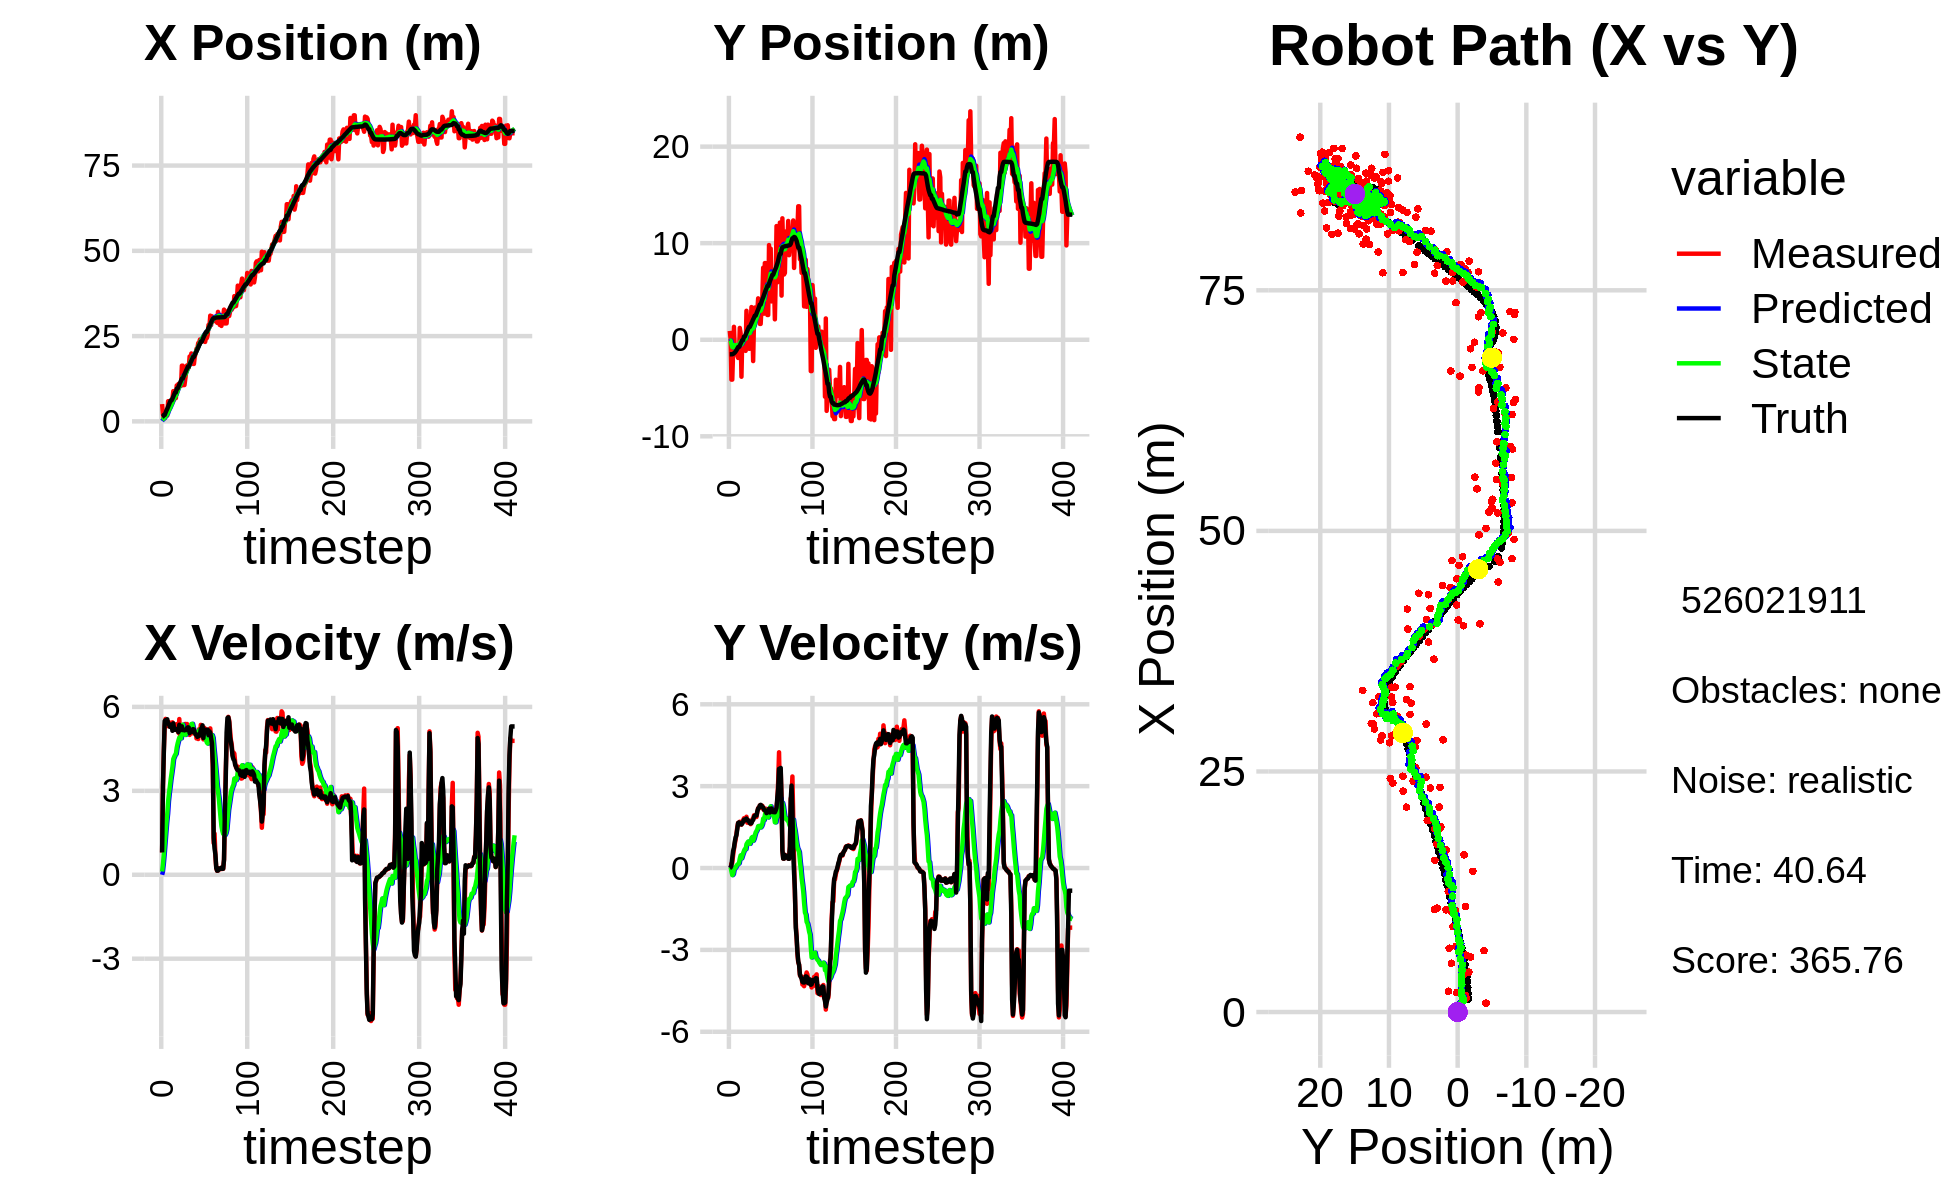 X Position (m)
75
50
25
0
0
100
200
300
400
timestep
Y Position (m)
20
10
0
-10
0
100
200
300
400
timestep
X Velocity (m/s)
6
3
0
-3
0
100
200
300
400
timestep
Y Velocity (m/s)
6
3
0
-3
-6
0
100
200
300
400
timestep
Robot Path (X vs Y)
X Position (m)
75
50
25
0
20 10 0 -10 -20
Y Position (m)
variable
Measured
Predicted
State
Truth
526021911
Obstacles: none
Noise: realistic
Time: 40.64
Score: 365.76